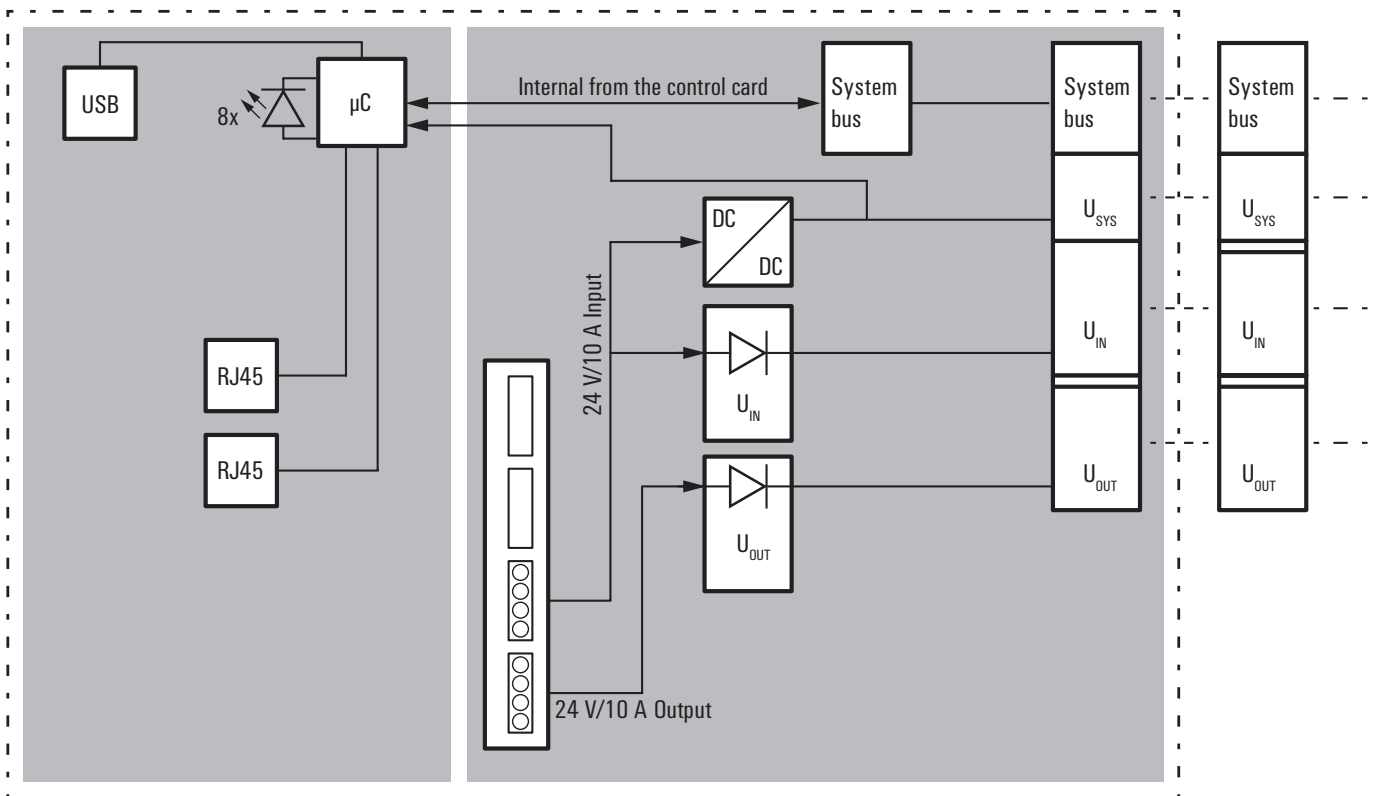 USB
8x
µC
Internal from the control card
System
bus
System
bus
System
bus
DC
DC
U_SYS
U_SYS
24 V/10 A Input
RJ45
U_IN
U_IN
U_IN
RJ45
U_OUT
U_OUT
U_OUT
24 V/10 A Output